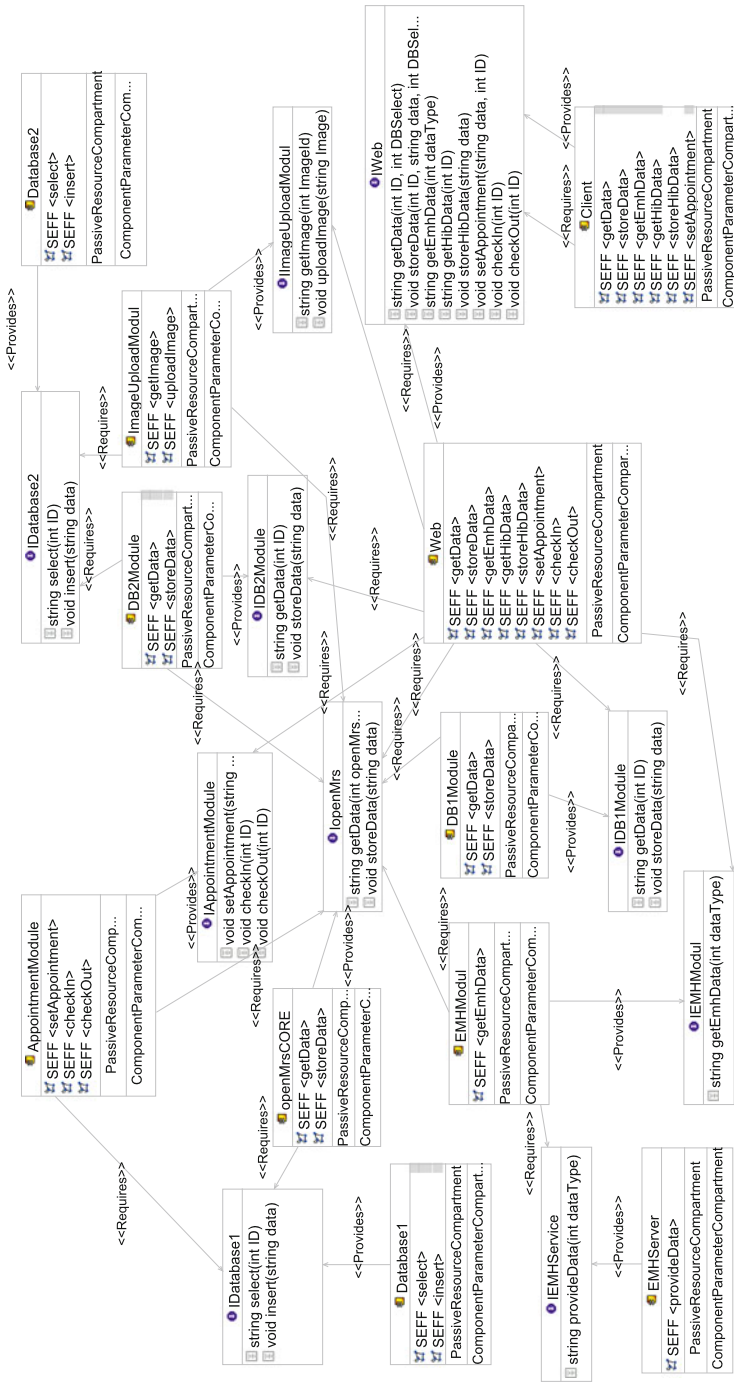 AppointmentModule
SEFF <setAppointment>
SEFF <checkIn>
SEFF <checkOut>
PassiveResourceComp...
ComponentParameterCom...
IDatabase2
string select(int ID)
void insert(string data)
<<Provides>>
Database2
SEFF <select>
SEFF <insert>
PassiveResourceCompartment
ComponentParameterCom...
<<Requires>>
<<Requires>>
<<Requires>>
DB2Module
SEFF <getData>
SEFF <storeData>
PassiveResourceCompart...
ComponentParameterCo...
ImageUploadModul
SEFF <getImage>
SEFF <uploadImage>
PassiveResourceCompart...
ComponentParameterCo...
<<Provides>>
IAppointmentModule
void setAppointment(string ...
void checkIn(int ID)
void checkOut(int ID)
<<Requires>>
<<Provides>>
<<Provides>>
IDatabase1
string select(int ID)
void insert(string data)
<<Requires>>
<<Requires>>
IDB2Module
string getData(int ID)
void storeData(string data)
IImageUploadModul
string getImage(int ImageId)
void uploadImage(string Image)
openMrsCORE
SEFF <getData>
SEFF <storeData>
PassiveResourceComp...
ComponentParameterC...
<<Provides>>
IopenMrs
string getData(int openMrs...
void storeData(string data)
<<Requires>>
<<Requires>>
<<Provides>>
<<Requires>>
<<Requires>>
<<Requires>>
IWeb
string getData(int ID, int DBSelect)
void storeData(int ID, string data, int DBSel...
string getEmhData(int dataType)
string getHibData(int ID)
void storeHibData(string data)
void setAppointment(string data, int ID)
void checkIn(int ID)
void checkOut(int ID)
Database1
SEFF <select>
SEFF <insert>
PassiveResourceCompartment
ComponentParameterCompart...
<<Requires>>
EMHModul
SEFF <getEmhData>
PassiveResourceCompart...
ComponentParameterCom...
DB1Module
SEFF <getData>
SEFF <storeData>
PassiveResourceCompa...
ComponentParameterCo...
Web
SEFF <getData>
SEFF <storeData>
SEFF <getEmhData>
SEFF <getHibData>
SEFF <storeHibData>
SEFF <setAppointment>
SEFF <checkIn>
SEFF <checkOut>
PassiveResourceCompartment
ComponentParameterCompar...
<<Provides>>
<<Requires>>
<<Requires>>
<<Provides>>
<<Requires>>
<<Provides>>
IEMHService
string provideData(int dataType)
<<Provides>>
<<Provides>>
IDB1Module
string getData(int ID)
void storeData(string data)
Client
SEFF <getData>
SEFF <storeData>
SEFF <getEmhData>
SEFF <getHibData>
SEFF <storeHibData>
SEFF <setAppointment>
PassiveResourceCompartment
ComponentParameterCompart...
<<Requires>>
EMHServer
SEFF <provideData>
PassiveResourceCompartment
ComponentParameterCompartment
IEMHModul
string getEmhData(int dataType)